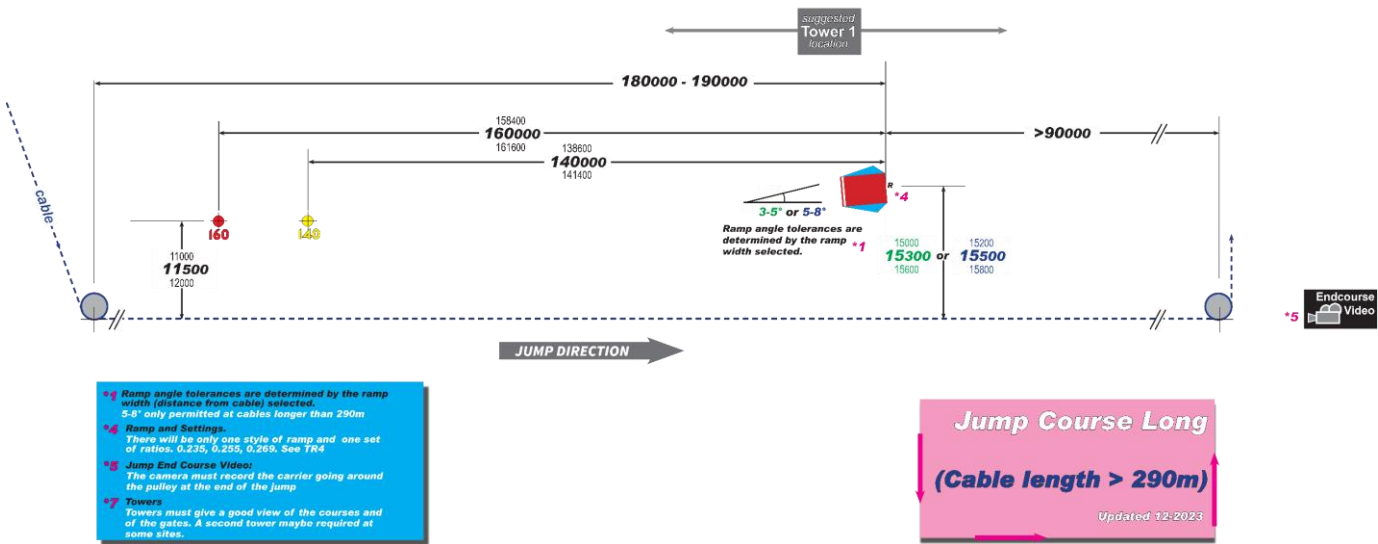 suggested
Tower 1
location
180000 - 190000
158400
160000
161600
>90000
138600
140000
141400
cable
160
140
11000
11500
12000
3-5° or 5-8°
Ramp angle tolerances are
determined by the ramp
width selected.
*1
R
*4
15000
15300 or 15500
15600
15200
15800
*5
Endcourse
Video
JUMP DIRECTION
*1 Ramp angle tolerances are determined by the ramp
width (distance from cable) selected.
5-8° only permitted at cables longer than 290m
*4 Ramp and Settings.
There will be only one style of ramp and one set
of ratios. 0.235, 0.255, 0.269. See TR4
*5 Jump End Course Video:
The camera must record the carrier going around
the pulley at the end of the jump
*7 Towers
Towers must give a good view of the courses and
of the gates. A second tower maybe required at
some sites.
Jump Course Long
(Cable length > 290m)
Updated 12-2023